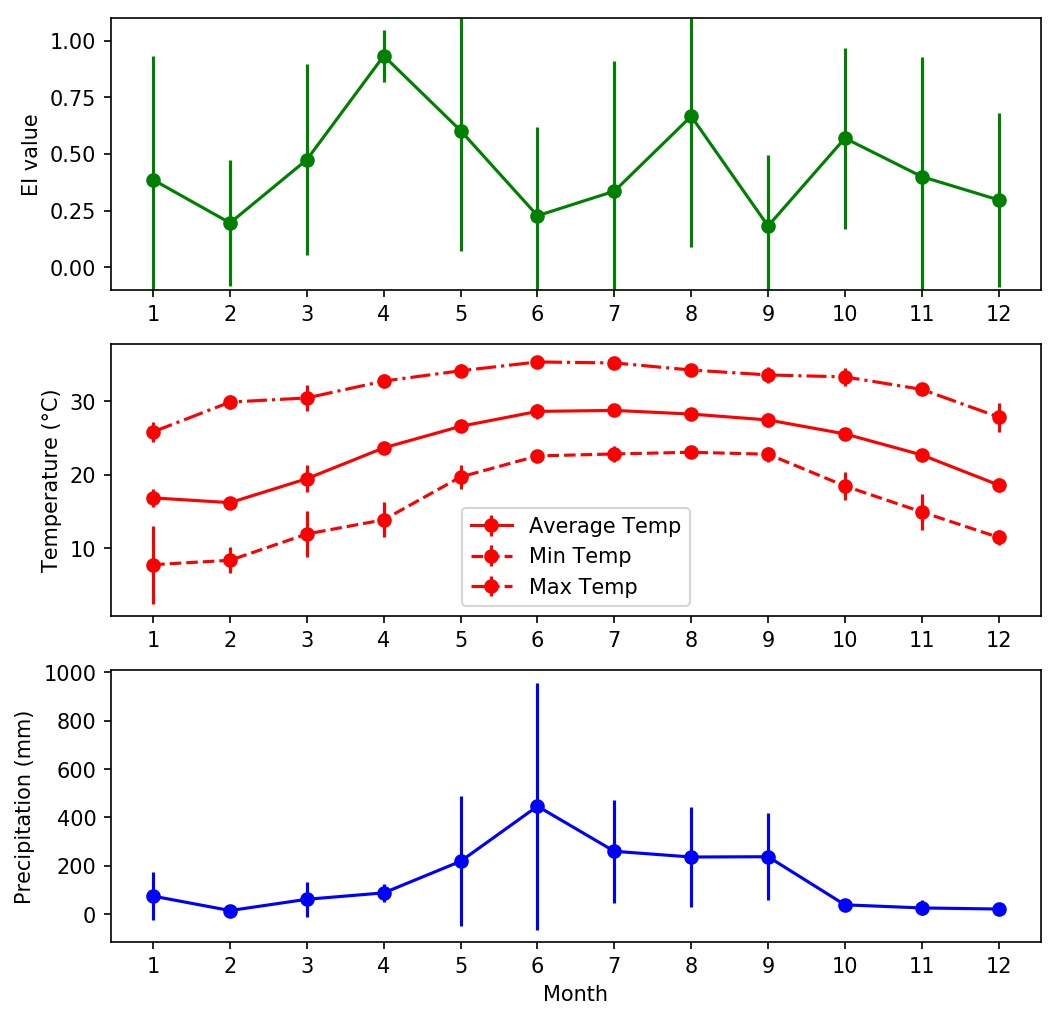 EI value
1.00
0.75
0.50
0.25
0.00
1 2 3 4 5 6 7 8 9 10 11 12
Temperature (°C)
30
20
10
Average Temp
Min Temp
Max Temp
1 2 3 4 5 6 7 8 9 10 11 12
Precipitation (mm)
1000
800
600
400
200
0
1 2 3 4 5 6 7 8 9 10 11 12
Month